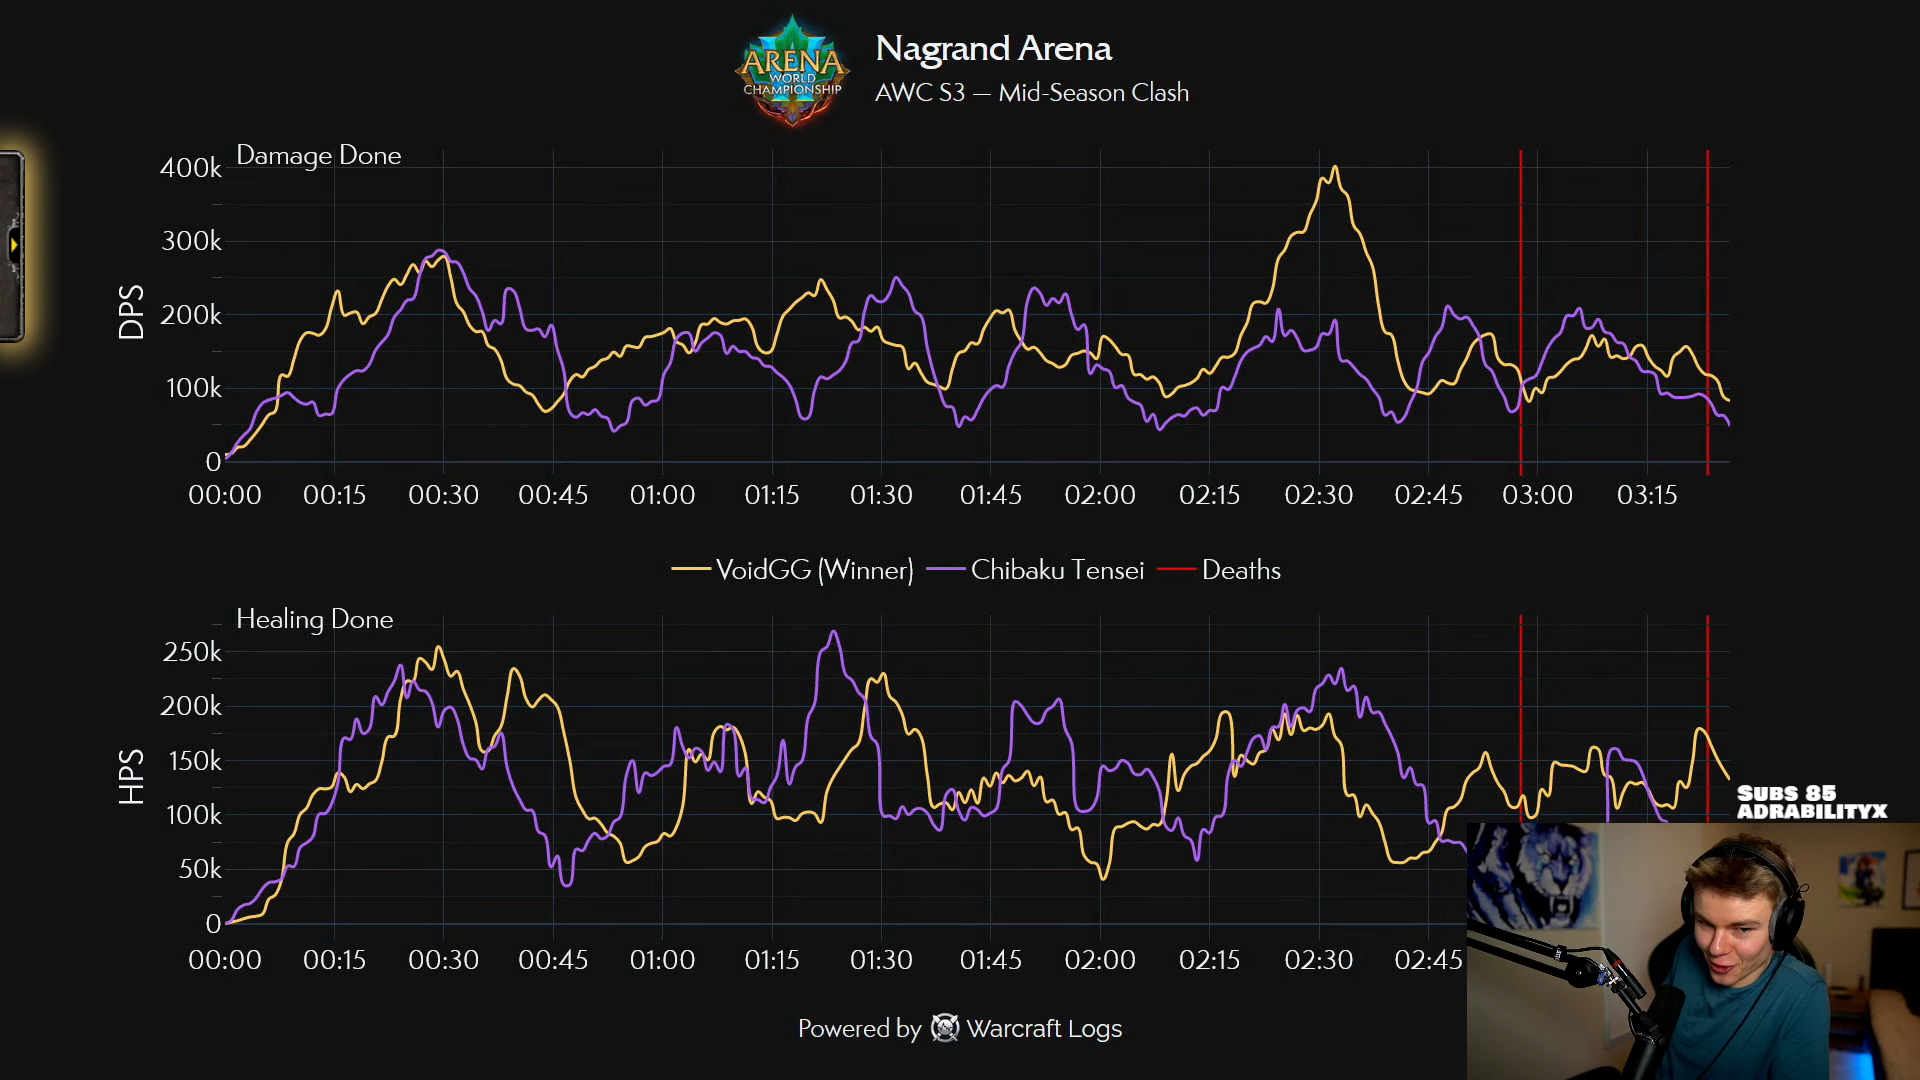 ARENA
WORLD
CHAMPIONSHIP
Nagrand Arena
AWC S3 — Mid-Season Clash
Damage Done
400k
300k
200k
100k
0
DPS
00:00 00:15 00:30 00:45 01:00 01:15 01:30 01:45 02:00 02:15 02:30 02:45 03:00 03:15
VoidGG (Winner) Chibaku Tensei Deaths
Healing Done
250k
200k
150k
100k
50k
0
HPS
00:00 00:15 00:30 00:45 01:00 01:15 01:30 01:45 02:00 02:15 02:30 02:45
SUBS 85
ADRABILITYX
Powered by Warcraft Logs